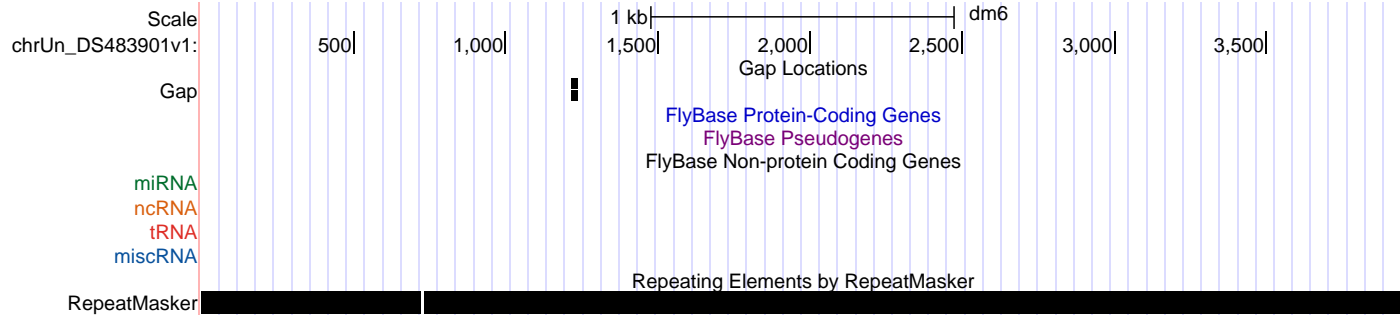 Scale 1 kb dm6
chrUn_DS483901v1: 500 1,000 1,500 2,000 2,500 3,000 3,500
Gap Locations
Gap
FlyBase Protein-Coding Genes
FlyBase Pseudogenes
FlyBase Non-protein Coding Genes
miRNA
ncRNA
tRNA
miscRNA
Repeating Elements by RepeatMasker
RepeatMasker